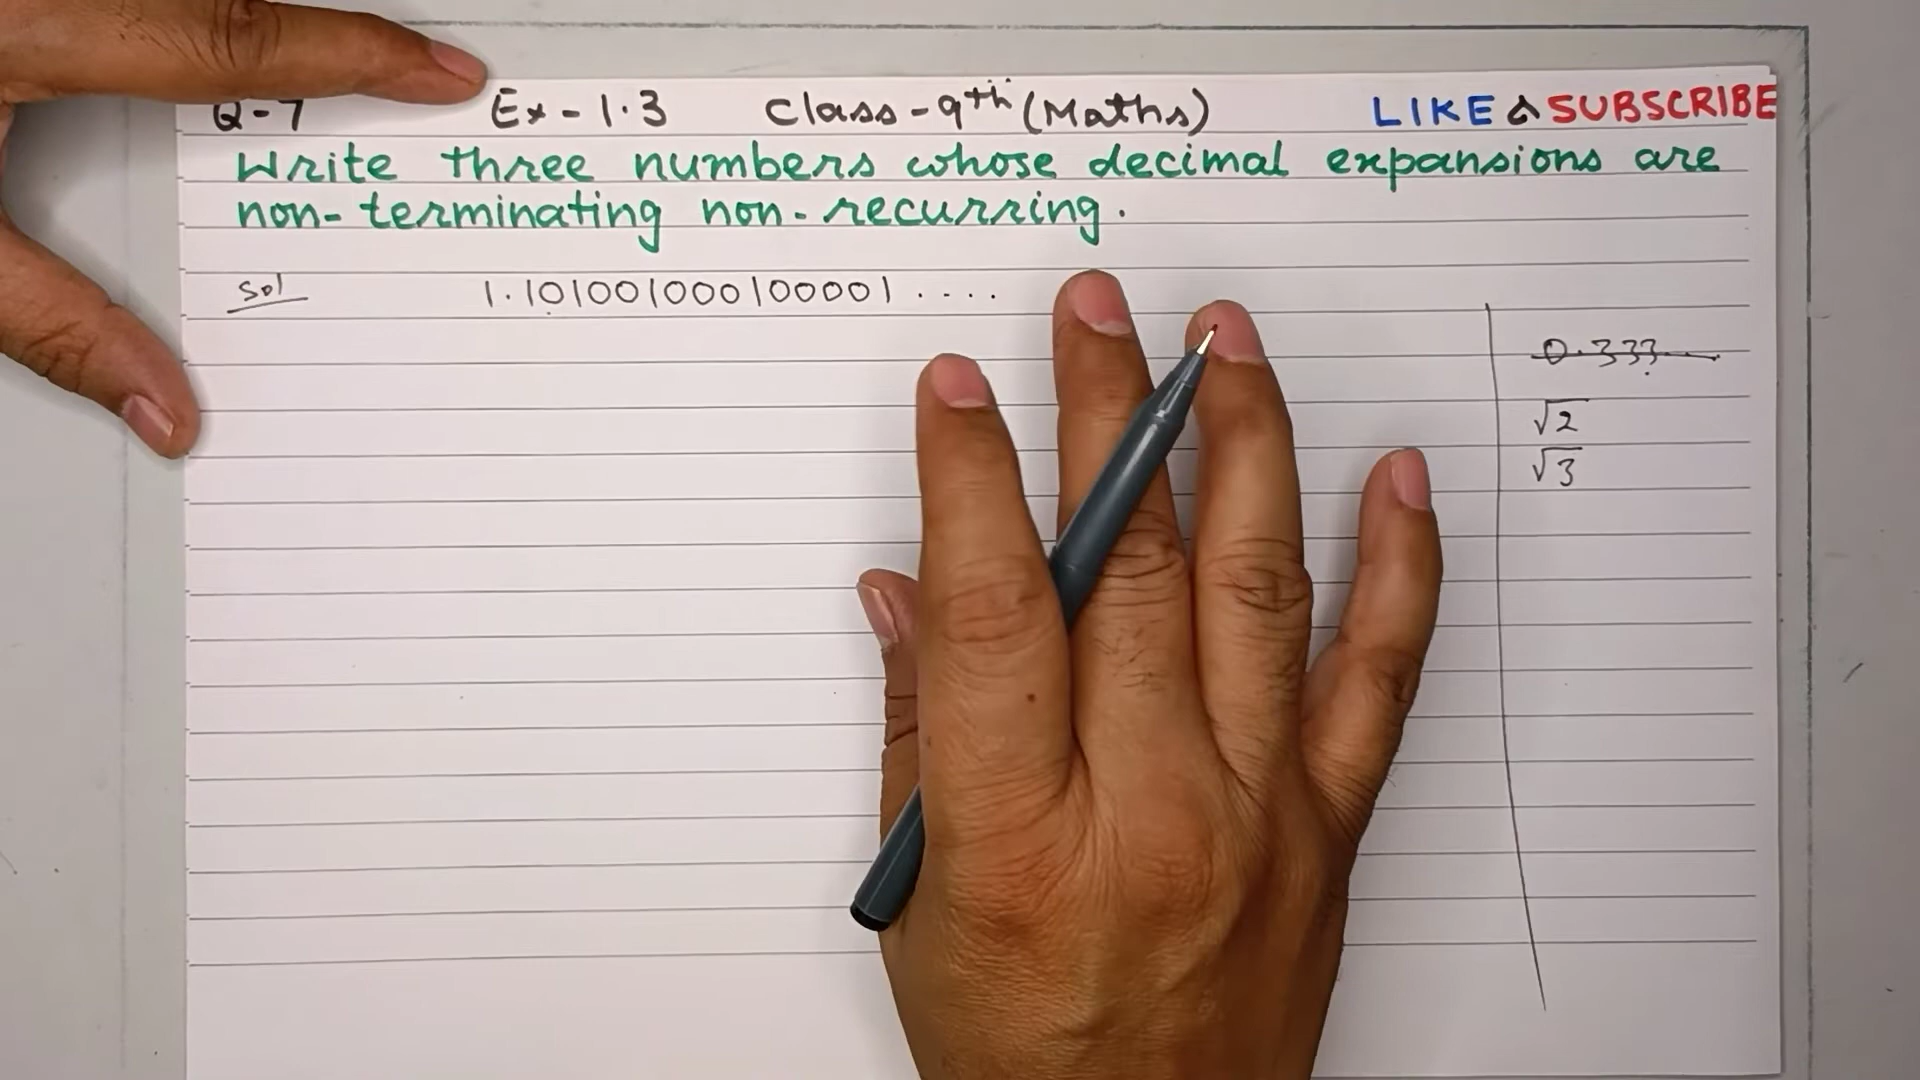 Q-7 Ex-1.3 Class-9th (Maths) LIKE & SUBSCRIBE
Write three numbers whose decimal expansions are
non-terminating non-recurring.
Sol 1.101001000100001....
0.333...
√2
√3